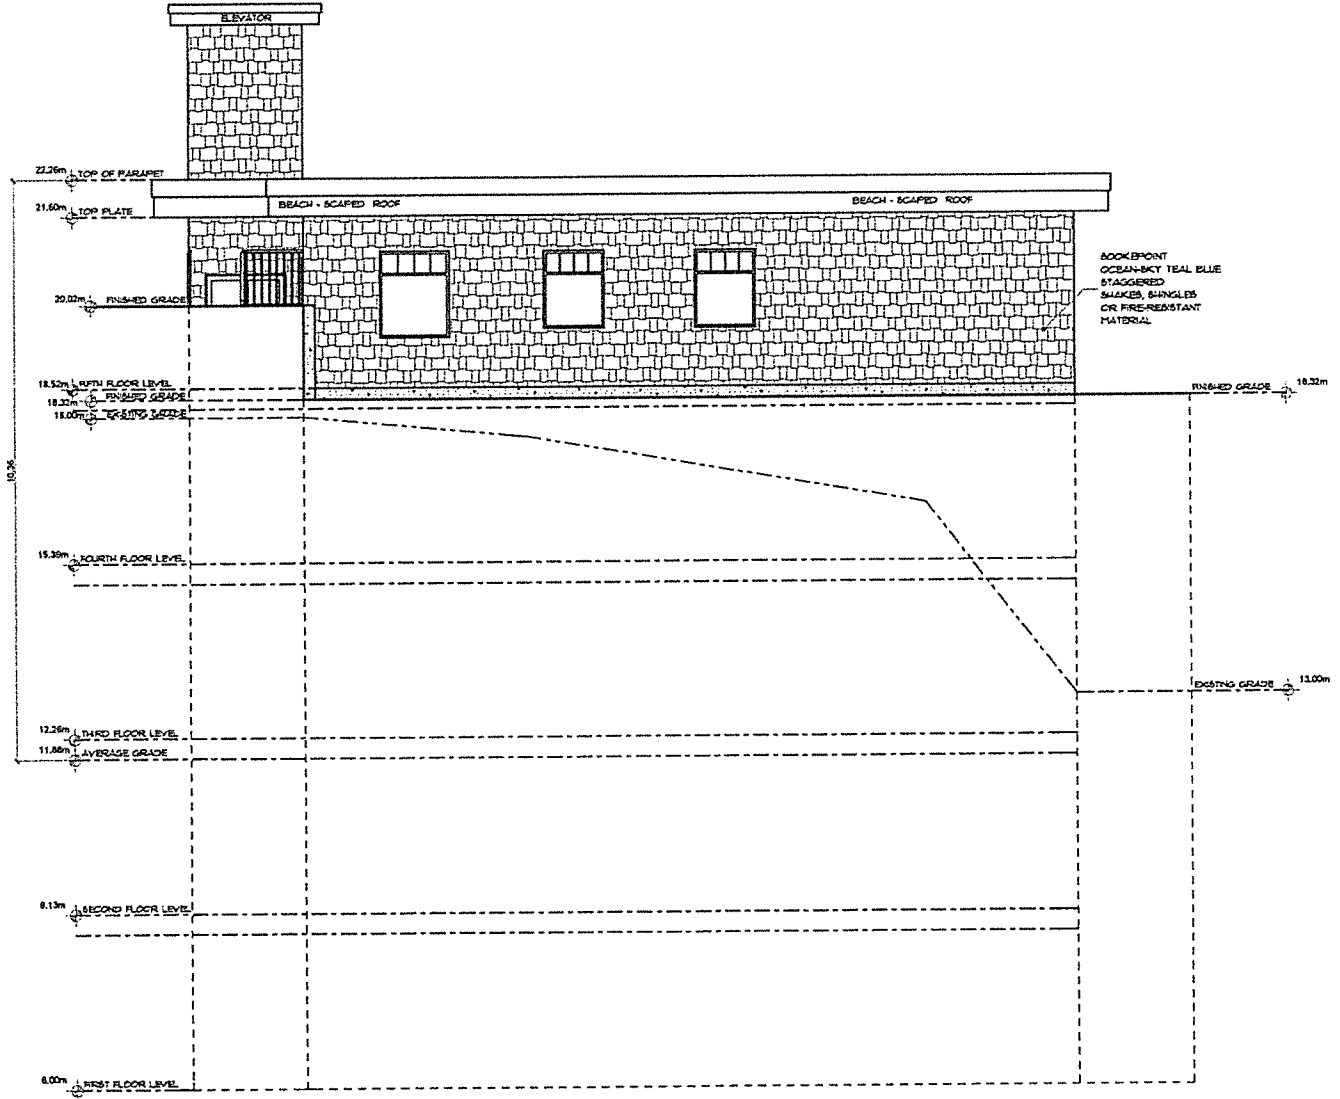 ELEVATOR
22.26m TOP OF PARAPET
BEACH - SCAPED ROOF
BEACH - SCAPED ROOF
21.60m TOP PLATE
BOOKEPOINT
OCEAN-SKY TEAL BLUE
STAGGERED
SHAKES, SHINGLES
OR FIRE-RESISTANT
MATERIAL
20.02m FINISHED GRADE
18.52m FIFTH FLOOR LEVEL
FINISHED GRADE 18.32m
18.32m FINISHED GRADE
18.00m EXISTING GRADE
10.36
15.39m FOURTH FLOOR LEVEL
EXISTING GRADE 13.00m
12.26m THIRD FLOOR LEVEL
11.88m AVERAGE GRADE
9.13m SECOND FLOOR LEVEL
6.00m FIRST FLOOR LEVEL